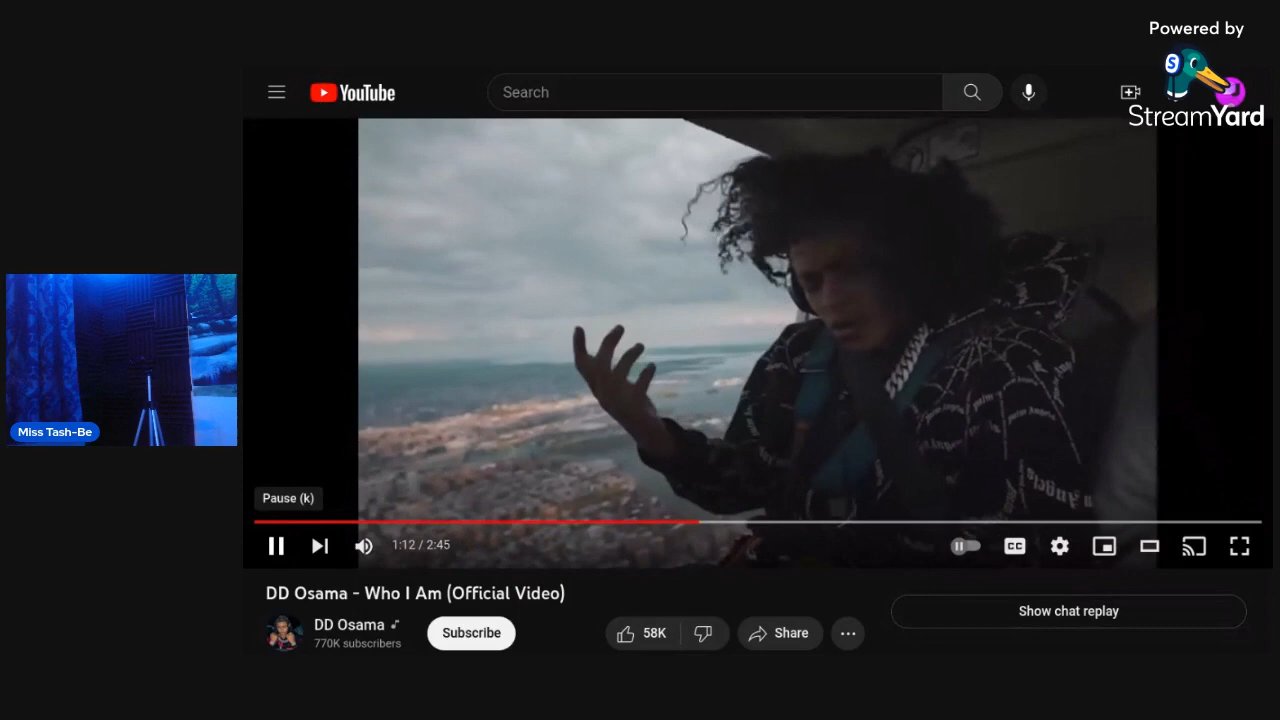 Powered by
StreamYard
YouTube
Search
Pause (k)
1:12 / 2:45
CC
DD Osama - Who I Am (Official Video)
DD Osama
770K subscribers
Subscribe
58K
Share
Show chat replay
Miss Tash-Be